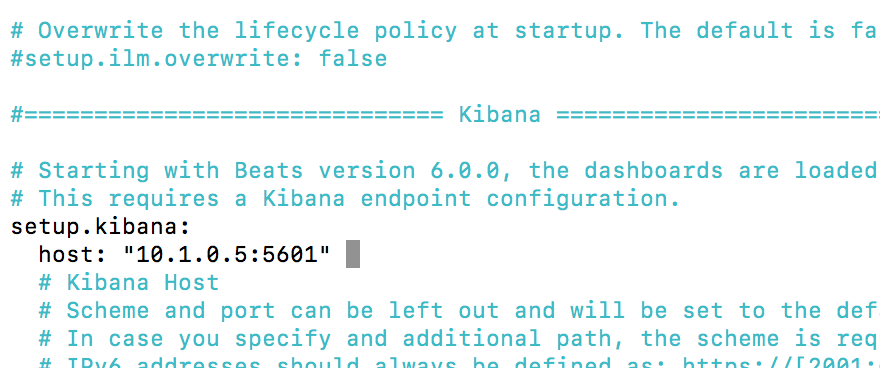 # Overwrite the lifecycle policy at startup. The default is fa
#setup.ilm.overwrite: false
#============================== Kibana =======================
# Starting with Beats version 6.0.0, the dashboards are loaded
# This requires a Kibana endpoint configuration.
setup.kibana:
  host: "10.1.0.5:5601"
  # Kibana Host
  # Scheme and port can be left out and will be set to the def
  # In case you specify and additional path, the scheme is req
  # IPv6 addresses should always be defined as: https://[2001: